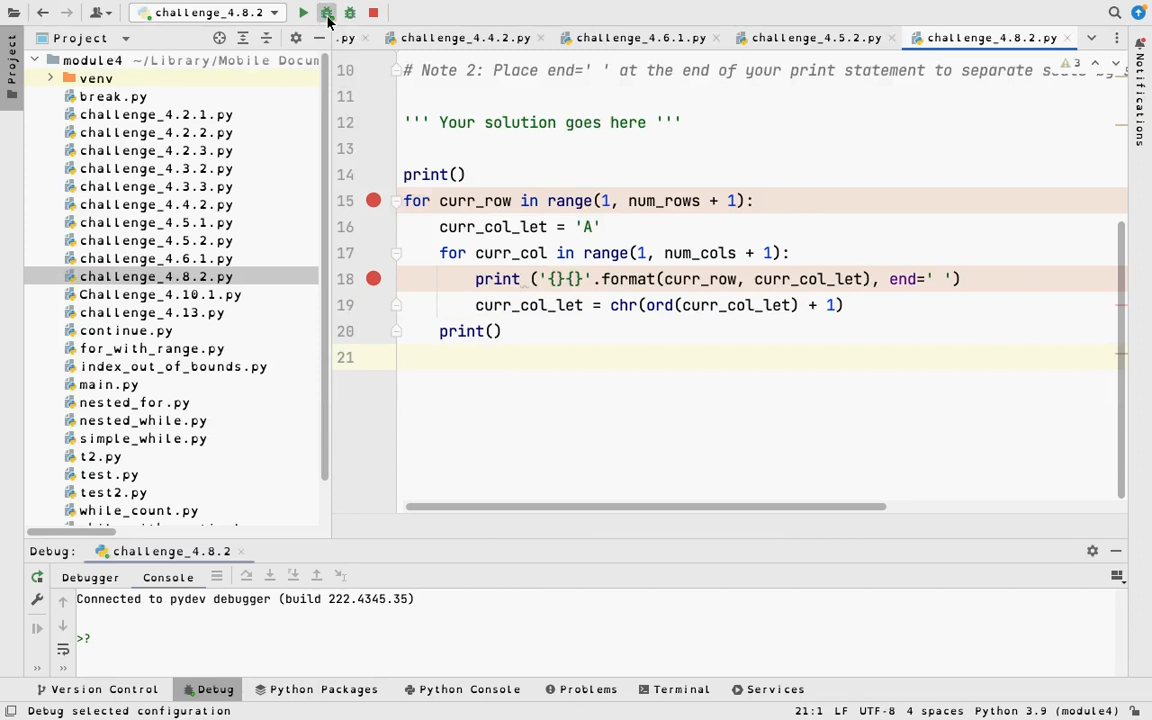 challenge_4.8.2
Project
Project
module4 ~/Library/Mobile Docum
venv
break.py
challenge_4.2.1.py
challenge_4.2.2.py
challenge_4.2.3.py
challenge_4.3.2.py
challenge_4.3.3.py
challenge_4.4.2.py
challenge_4.5.1.py
challenge_4.5.2.py
challenge_4.6.1.py
challenge_4.8.2.py
Challenge_4.10.1.py
challenge_4.13.py
continue.py
for_with_range.py
index_out_of_bounds.py
main.py
nested_for.py
nested_while.py
simple_while.py
t2.py
test.py
test2.py
while_count.py
.py challenge_4.4.2.py challenge_4.6.1.py challenge_4.5.2.py challenge_4.8.2.py
10 # Note 2: Place end=' ' at the end of your print statement to separate
3
11
12 ''' Your solution goes here '''
13
14 print()
15 for curr_row in range(1, num_rows + 1):
16 curr_col_let = 'A'
17 for curr_col in range(1, num_cols + 1):
18 print ('{}{}'.format(curr_row, curr_col_let), end=' ')
19 curr_col_let = chr(ord(curr_col_let) + 1)
20 print()
21
Notifications
Debug: challenge_4.8.2
Debugger Console
Connected to pydev debugger (build 222.4345.35)
>?
Version Control Debug Python Packages Python Console Problems Terminal Services
Debug selected configuration 21:1 LF UTF-8 4 spaces Python 3.9 (module4)